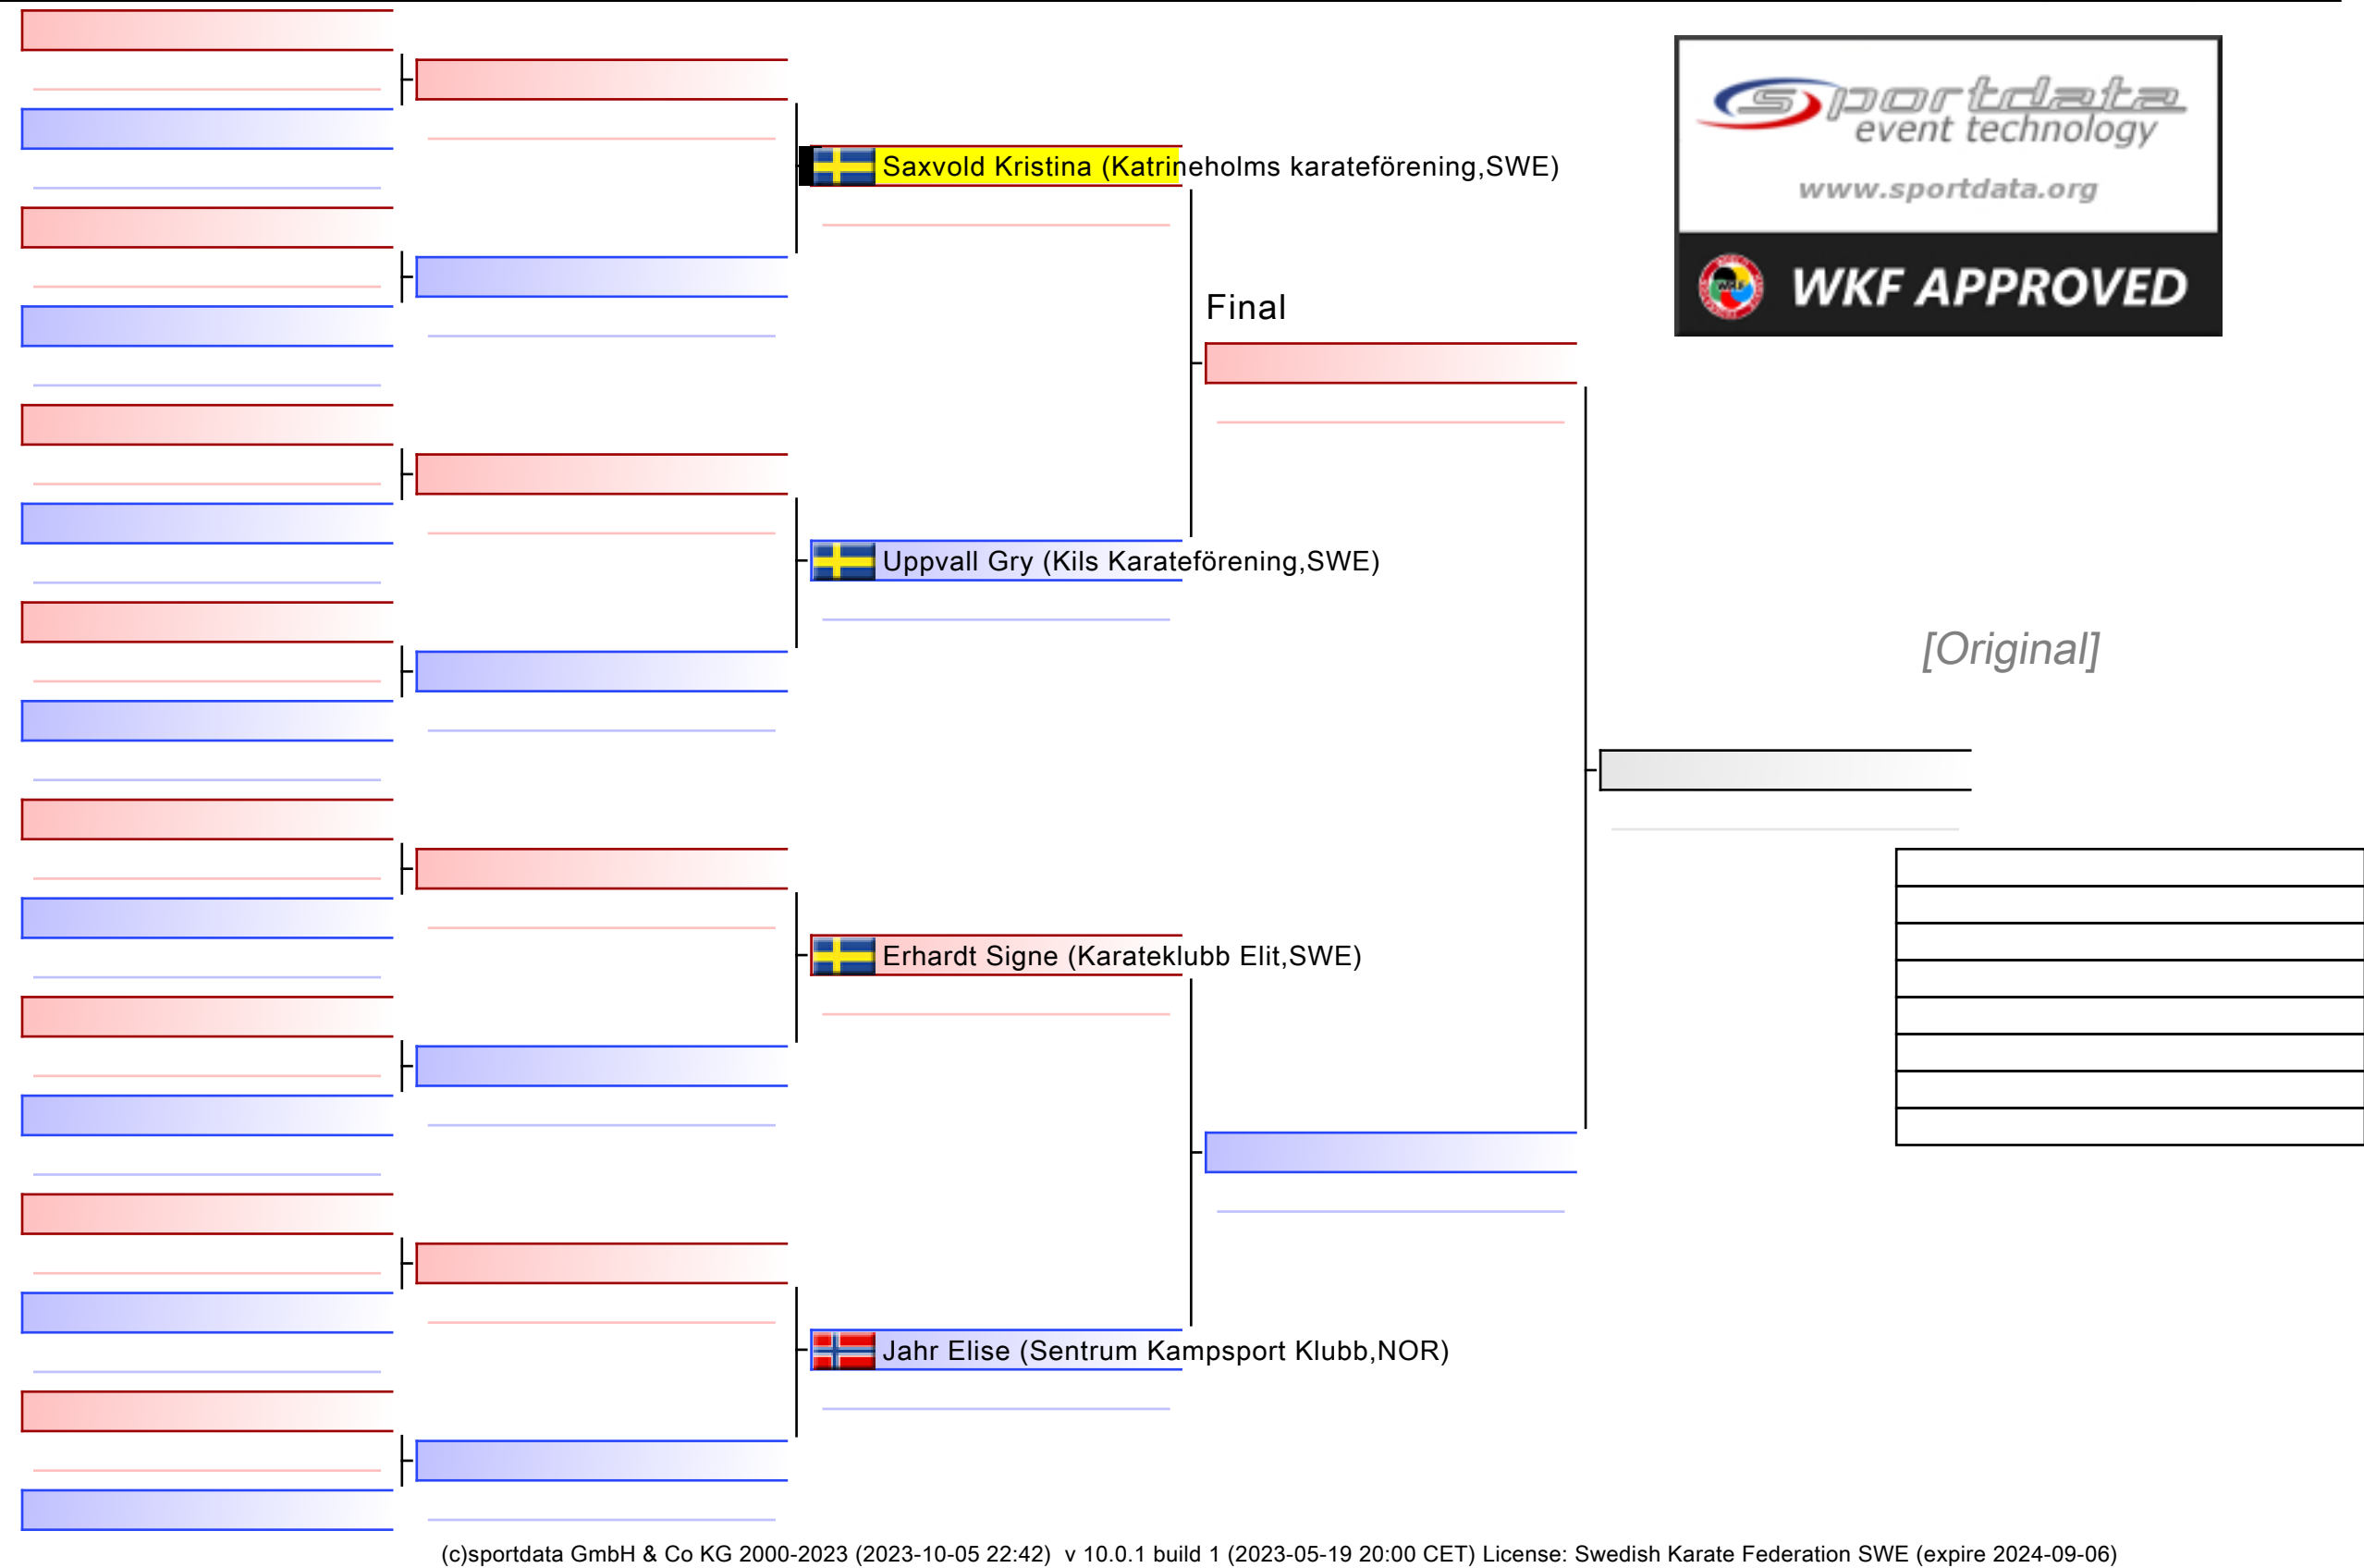 sportdata
event technology
www.sportdata.org
WKF
WKF APPROVED
Saxvold Kristina (Katrineholms karateförening,SWE)
Final
Uppvall Gry (Kils Karateförening,SWE)
[Original]
Erhardt Signe (Karateklubb Elit,SWE)
Jahr Elise (Sentrum Kampsport Klubb,NOR)
(c)sportdata GmbH & Co KG 2000-2023 (2023-10-05 22:42) v 10.0.1 build 1 (2023-05-19 20:00 CET) License: Swedish Karate Federation SWE (expire 2024-09-06)